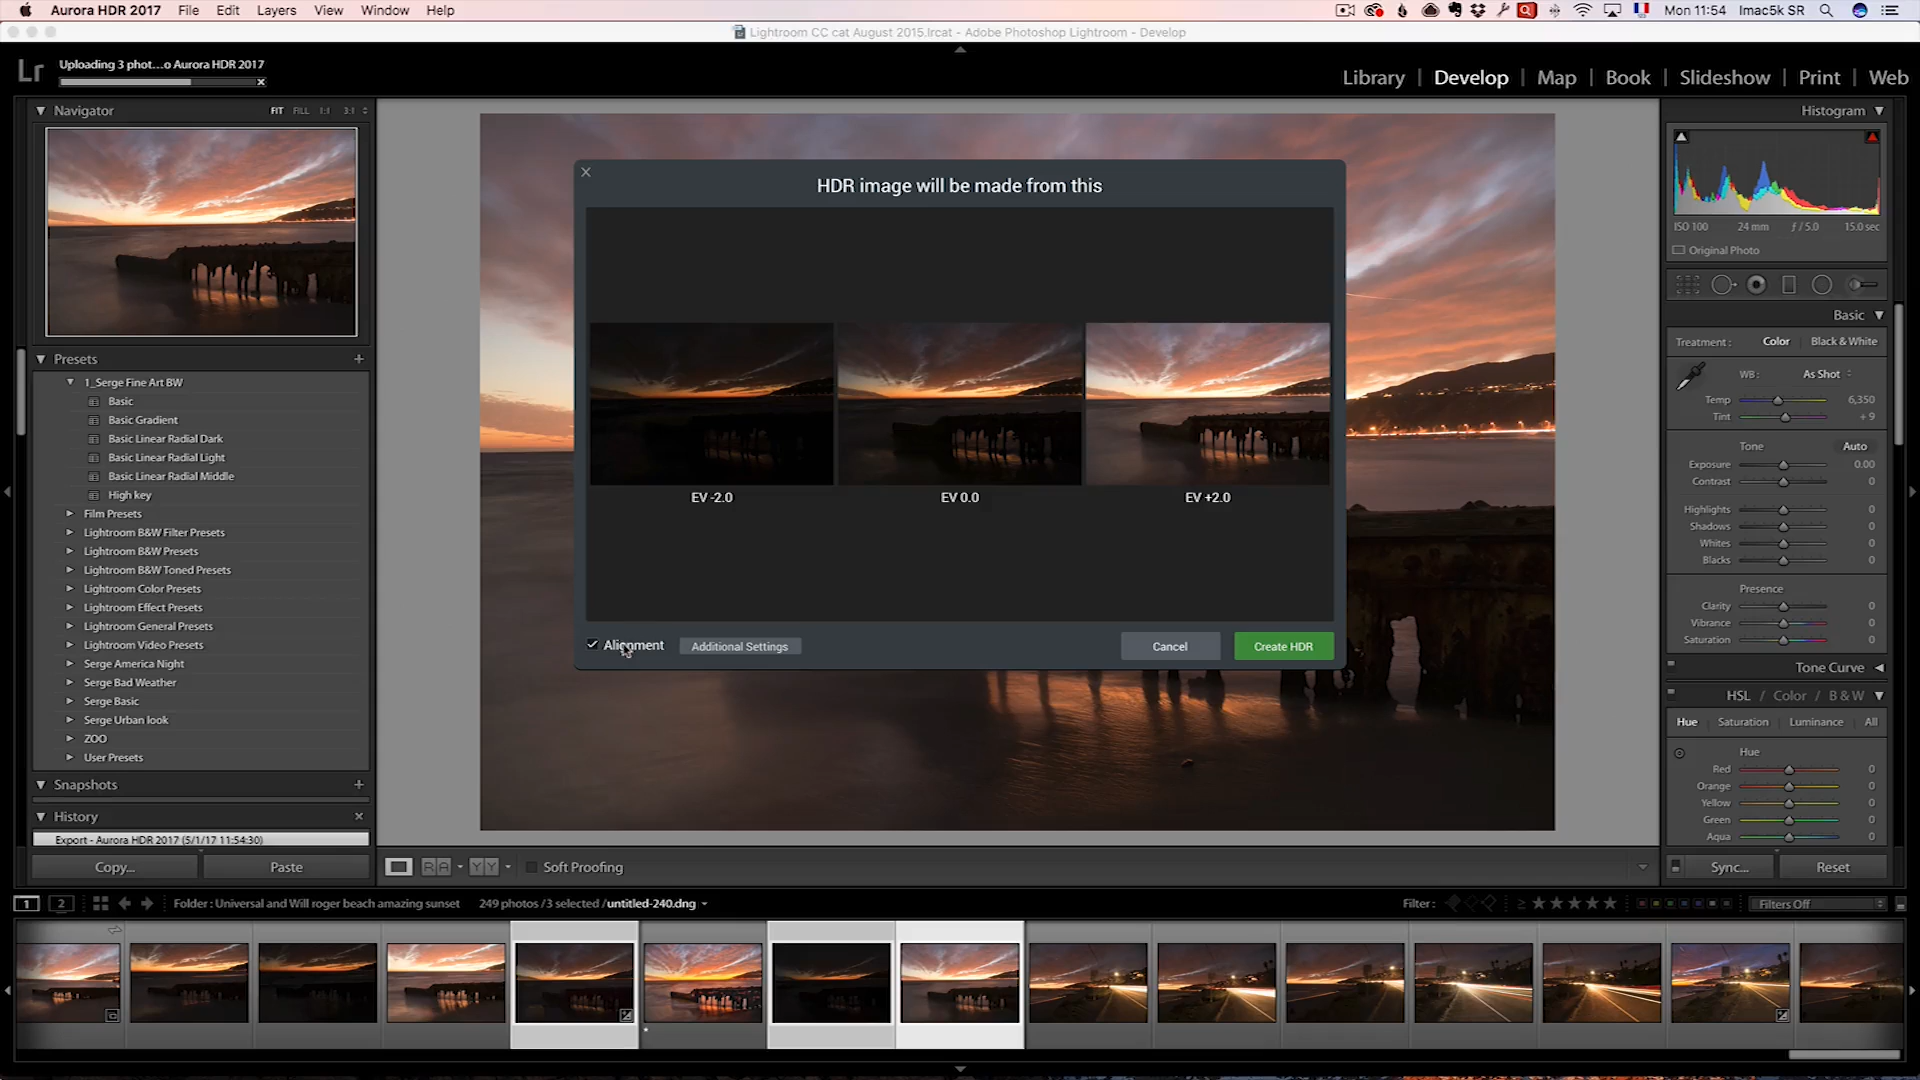 Aurora HDR 2017 File Edit Layers View Window Help Mon 11:54 Imac5k SR
Lightroom CC cat August 2015.lrcat - Adobe Photoshop Lightroom - Develop
Lr
Uploading 3 phot...o Aurora HDR 2017
Library | Develop | Map | Book | Slideshow | Print | Web
Navigator FIT FILL 1:1 3:1
Presets
1_Serge Fine Art BW
Basic
Basic Gradient
Basic Linear Radial Dark
Basic Linear Radial Light
Basic Linear Radial Middle
High key
Film Presets
Lightroom B&W Filter Presets
Lightroom B&W Presets
Lightroom B&W Toned Presets
Lightroom Color Presets
Lightroom Effect Presets
Lightroom General Presets
Lightroom Video Presets
Serge America Night
Serge Bad Weather
Serge Basic
Serge Urban look
ZOO
User Presets
Snapshots
History
Export - Aurora HDR 2017 (5/1/17 11:54:30)
Copy... Paste
HDR image will be made from this
EV -2.0 EV 0.0 EV +2.0
Alignment Additional Settings Cancel Create HDR
Soft Proofing
Histogram
ISO 100 24 mm ƒ / 5.0 15.0 sec
Original Photo
Basic
Treatment : Color Black & White
WB : As Shot
Temp 6,350
Tint + 9
Tone Auto
Exposure 0.00
Contrast 0
Highlights 0
Shadows 0
Whites 0
Blacks 0
Presence
Clarity 0
Vibrance 0
Saturation 0
Tone Curve
HSL / Color / B & W
Hue Saturation Luminance All
Hue
Red 0
Orange 0
Yellow 0
Green 0
Aqua 0
Sync... Reset
1 2 Folder : Universal and Will roger beach amazing sunset 249 photos /3 selected /untitled-240.dng Filter : Filters Off